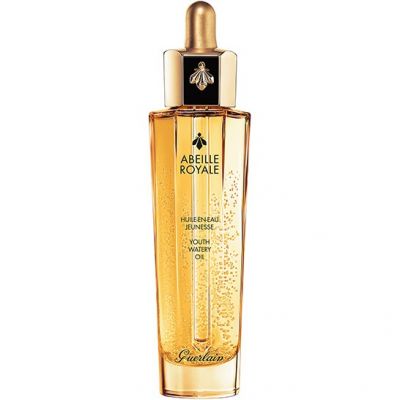 ABEILLE
ROYALE
HUILE-EN-EAU
JEUNESSE
YOUTH
WATERY
OIL
Guerlain